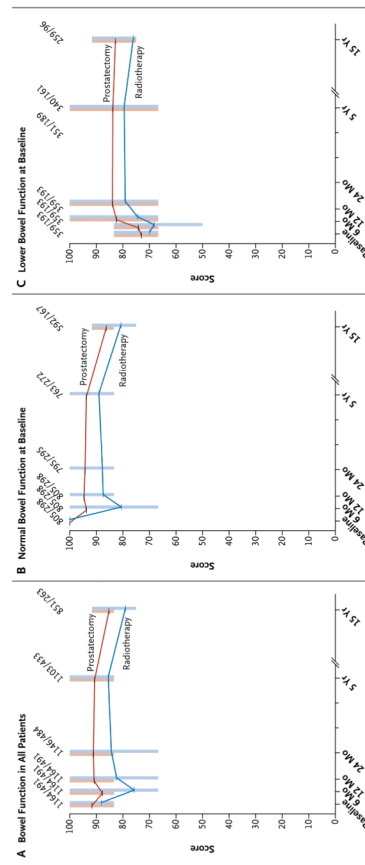 A Bowel Function in All Patients
1164/491
1164/491
1164/491
1146/484
1103/433
851/263
100
90
80
70
60
50
40
30
20
10
0
Score
Prostatectomy
Radiotherapy
Baseline
6 Mo
12 Mo
24 Mo
5 Yr
15 Yr
B Normal Bowel Function at Baseline
805/298
805/298
795/295
763/272
592/167
100
90
80
70
60
50
40
30
20
10
0
Score
Prostatectomy
Radiotherapy
Baseline
6 Mo
12 Mo
24 Mo
5 Yr
15 Yr
C Lower Bowel Function at Baseline
359/193
359/193
359/193
351/189
340/161
259/96
100
90
80
70
60
50
40
30
20
10
0
Score
Prostatectomy
Radiotherapy
Baseline
6 Mo
12 Mo
24 Mo
5 Yr
15 Yr